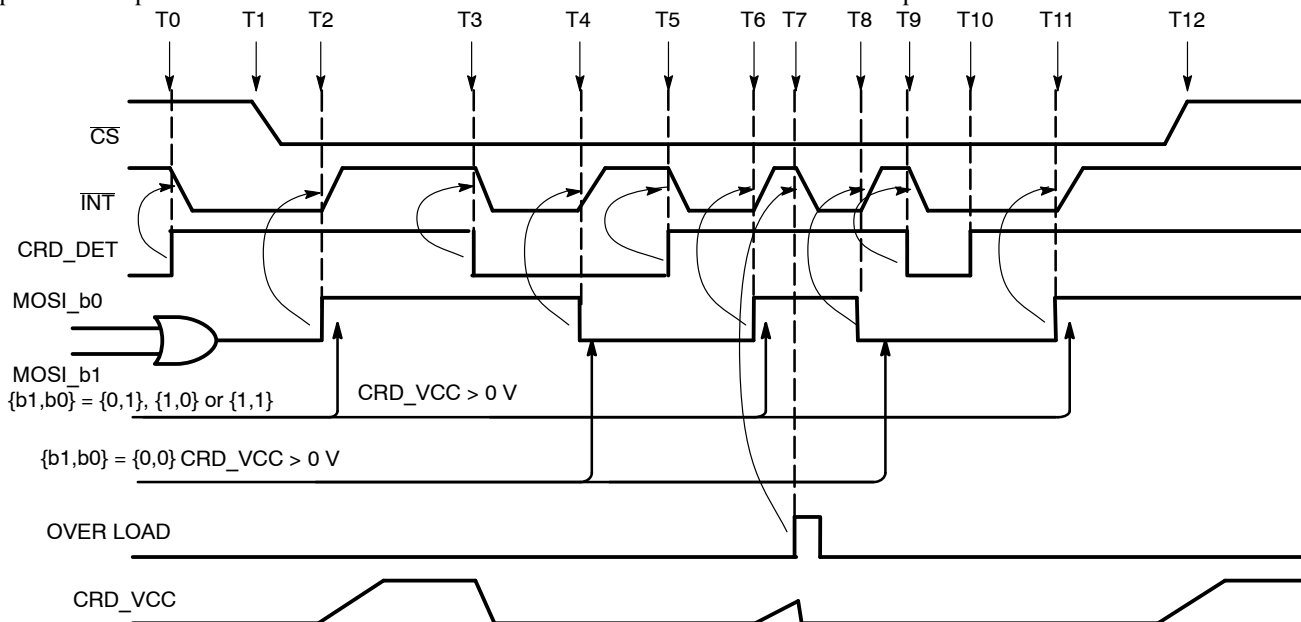 T0 T1 T2 T3 T4 T5 T6 T7 T8 T9 T10 T11 T12
CS
INT
CRD_DET
MOSI_b0
MOSI_b1
{b1,b0} = {0,1}, {1,0} or {1,1}
CRD_VCC > 0 V
{b1,b0} = {0,0} CRD_VCC > 0 V
OVER LOAD
CRD_VCC